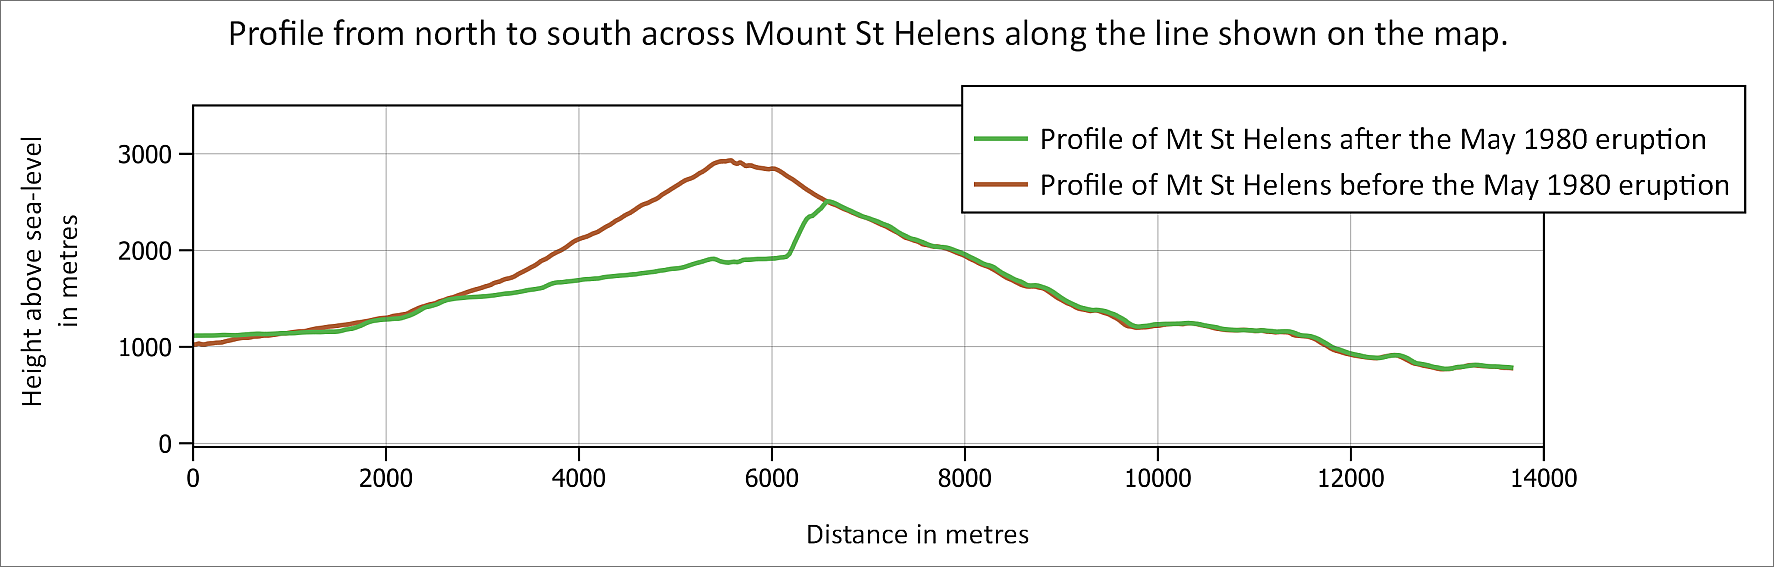 Profile from north to south across Mount St Helens along the line shown on the map.
Profile of Mt St Helens after the May 1980 eruption
Profile of Mt St Helens before the May 1980 eruption
Height above sea-level
in metres
3000
2000
1000
0
0 2000 4000 6000 8000 10000 12000 14000
Distance in metres